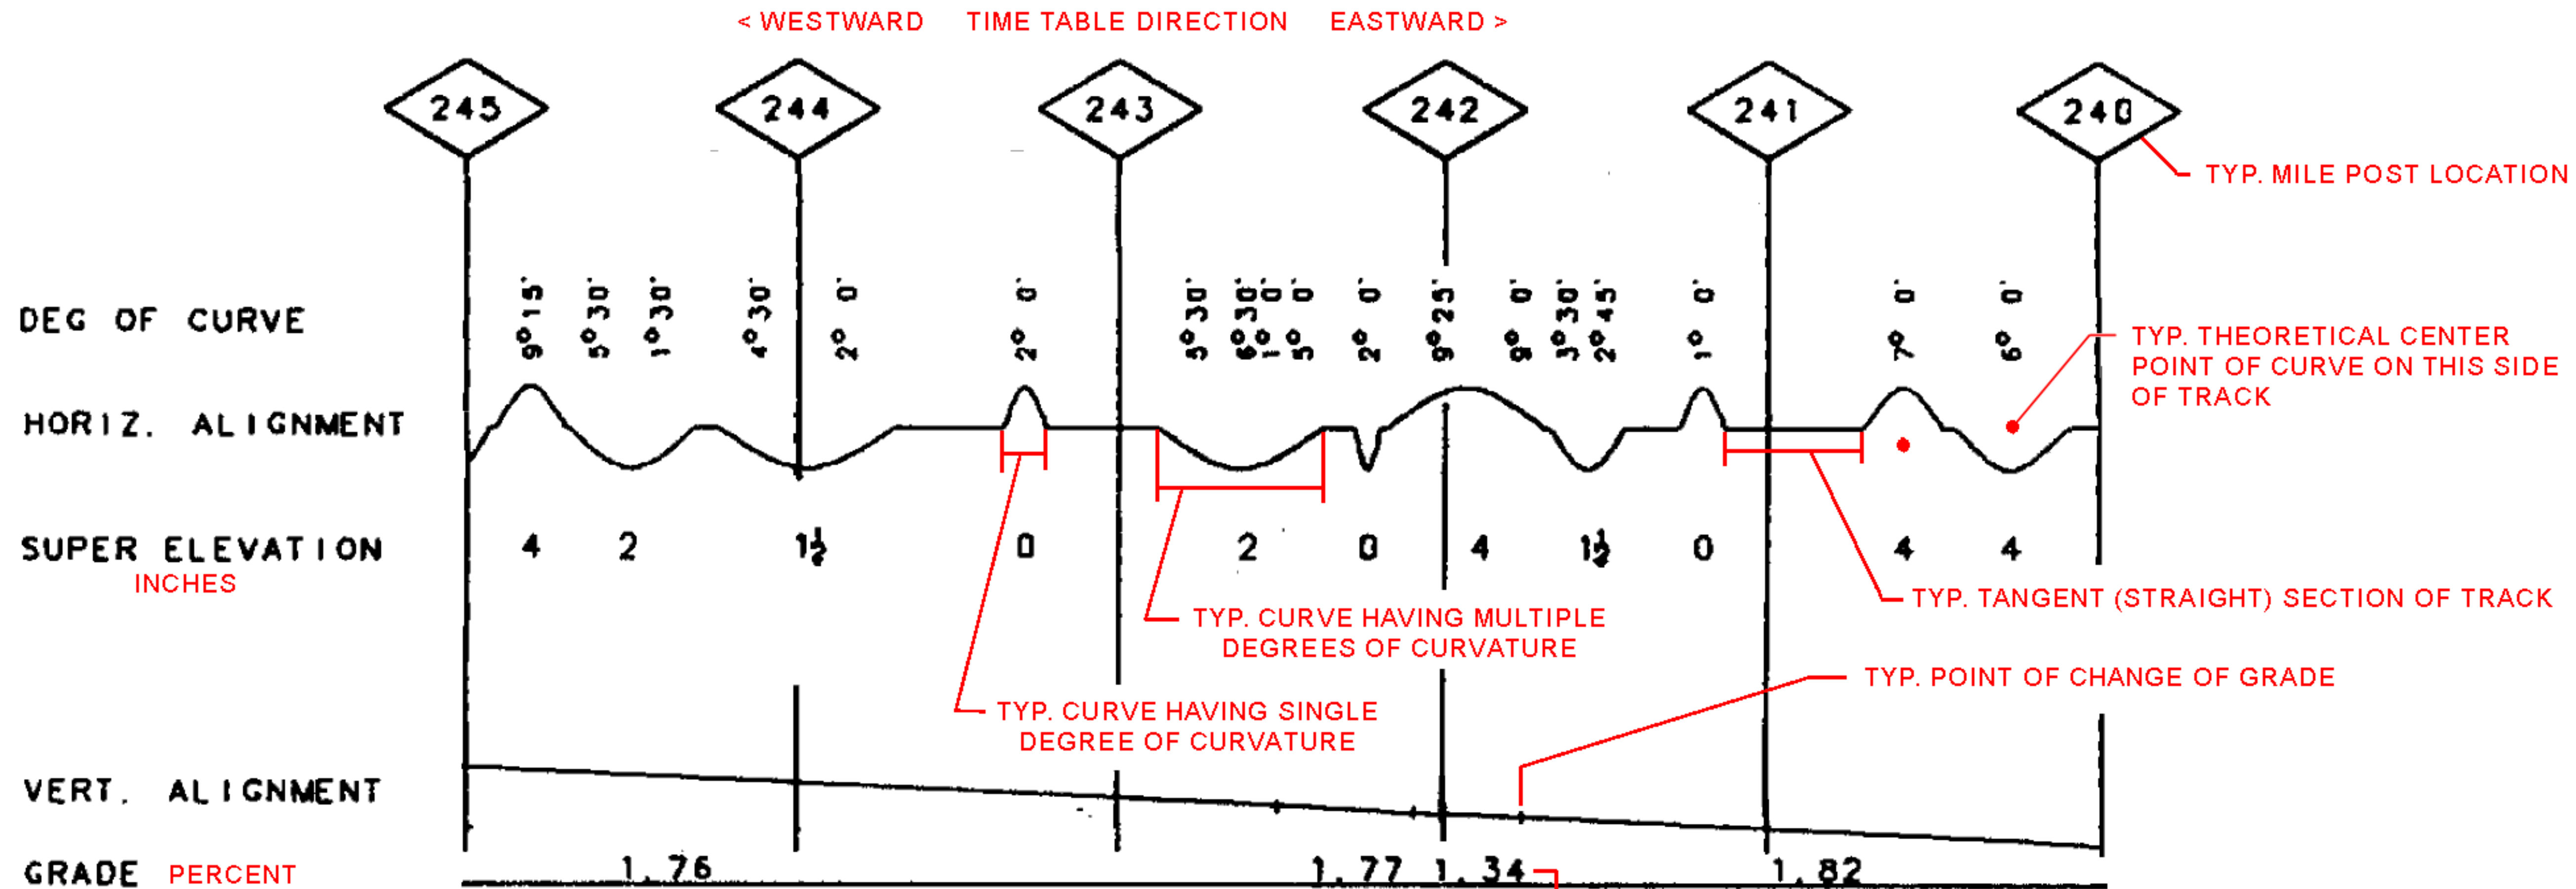 < WESTWARD TIME TABLE DIRECTION EASTWARD >
245 244 243 242 241 240
TYP. MILE POST LOCATION
DEG OF CURVE
9° 15' 5° 30' 1° 30' 4° 30' 2° 0' 2° 0' 5° 30' 6° 30' 1° 0' 5° 0' 2° 0' 9° 25' 9° 0' 3° 30' 2° 45' 1° 0' 7° 0' 6° 0'
TYP. THEORETICAL CENTER
POINT OF CURVE ON THIS SIDE
OF TRACK
HORIZ. ALIGNMENT
SUPER ELEVATION
INCHES
4 2 1½ 0 2 0 4 1½ 0 4 4
TYP. TANGENT (STRAIGHT) SECTION OF TRACK
TYP. CURVE HAVING MULTIPLE
DEGREES OF CURVATURE
TYP. POINT OF CHANGE OF GRADE
TYP. CURVE HAVING SINGLE
DEGREE OF CURVATURE
VERT. ALIGNMENT
GRADE PERCENT
1.76 1.77 1.34 1.82